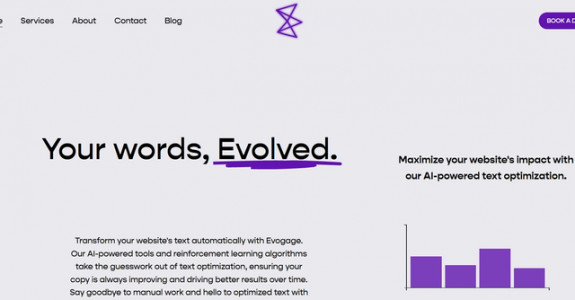 Services About Contact Blog
BOOK A D
Your words, Evolved.
Maximize your website's impact with
our AI-powered text optimization.
Transform your website's text automatically with Evogage.
Our AI-powered tools and reinforcement learning algorithms
take the guesswork out of text optimization, ensuring your
copy is always improving and driving better results over time.
Say goodbye to manual work and hello to optimized text with